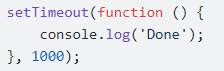 setTimeout(function () {
    console.log('Done');
}, 1000);